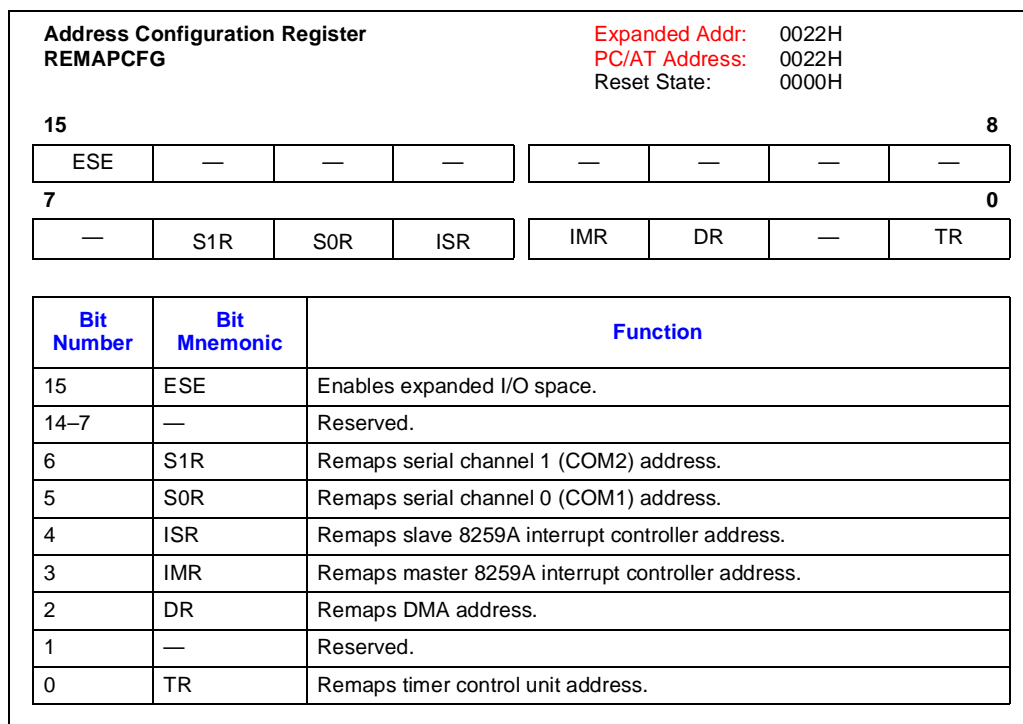 Address Configuration Register Expanded Addr: 0022H
REMAPCFG PC/AT Address: 0022H
Reset State: 0000H
15 8
ESE — — — — — — —
7 0
— S1R S0R ISR IMR DR — TR
Bit Number Bit Mnemonic Function
15 ESE Enables expanded I/O space.
14–7 — Reserved.
6 S1R Remaps serial channel 1 (COM2) address.
5 S0R Remaps serial channel 0 (COM1) address.
4 ISR Remaps slave 8259A interrupt controller address.
3 IMR Remaps master 8259A interrupt controller address.
2 DR Remaps DMA address.
1 — Reserved.
0 TR Remaps timer control unit address.